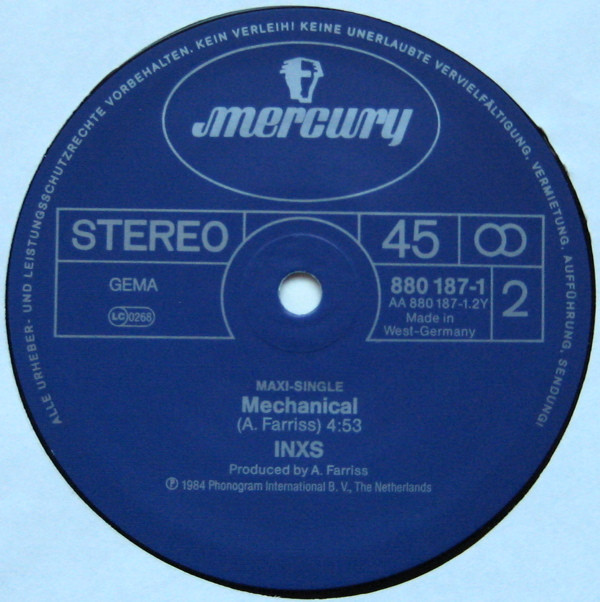 ALLE URHEBER- UND LEISTUNGSSCHUTZRECHTE VORBEHALTEN. KEIN VERLEIH! KEINE UNERLAUBTE VERVIELFÄLTIGUNG, VERMIETUNG, AUFFÜHRUNG, SENDUNG!
mercury
STEREO
45
GEMA
LC 0268
880 187-1
AA 880 187-1.2Y
Made in
West-Germany
2
MAXI-SINGLE
Mechanical
(A. Farriss) 4:53
INXS
Produced by A. Farriss
℗ 1984 Phonogram International B. V., The Netherlands